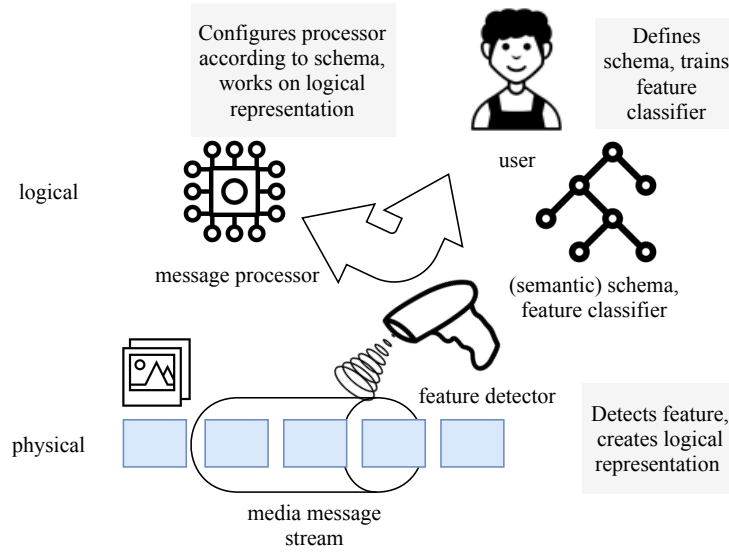 Configures processor
according to schema,
works on logical
representation
Defines
schema, trains
feature
classifier
user
logical
message processor
(semantic) schema,
feature classifier
feature detector
Detects feature,
creates logical
representation
physical
media message
stream